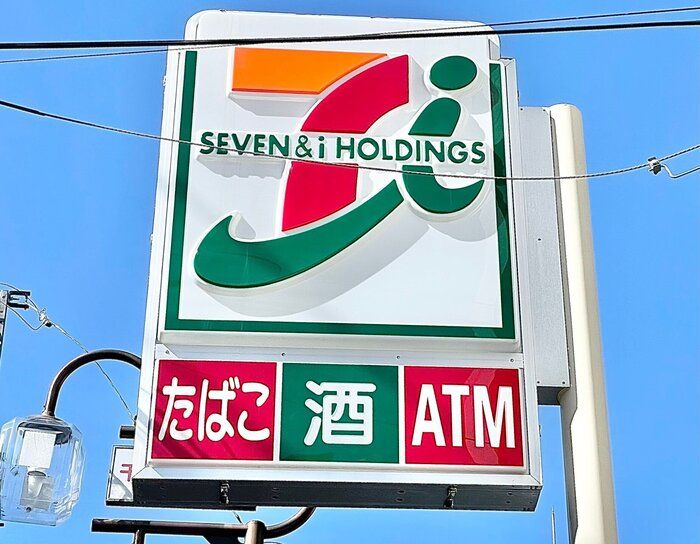 SEVEN & i HOLDINGS
たばこ 酒 ATM
〒